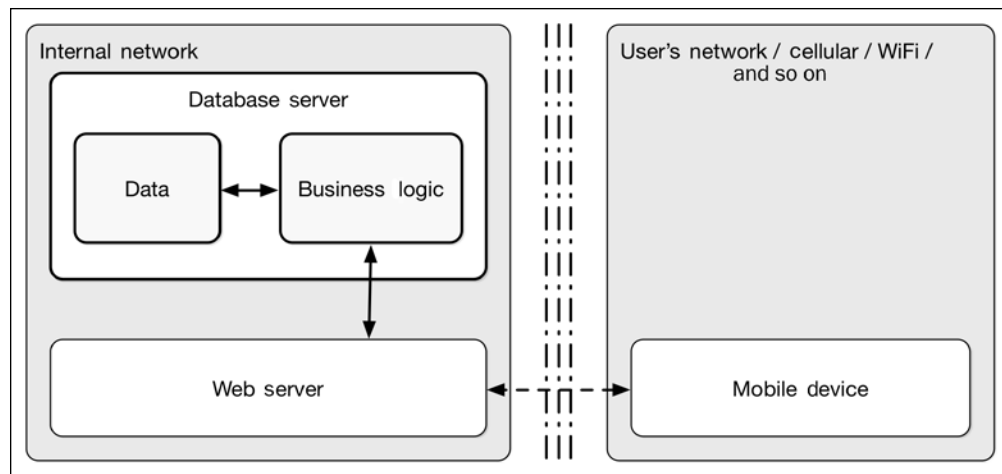 Internal network
Database server
Data
Business logic
Web server
User's network / cellular / WiFi /
and so on
Mobile device